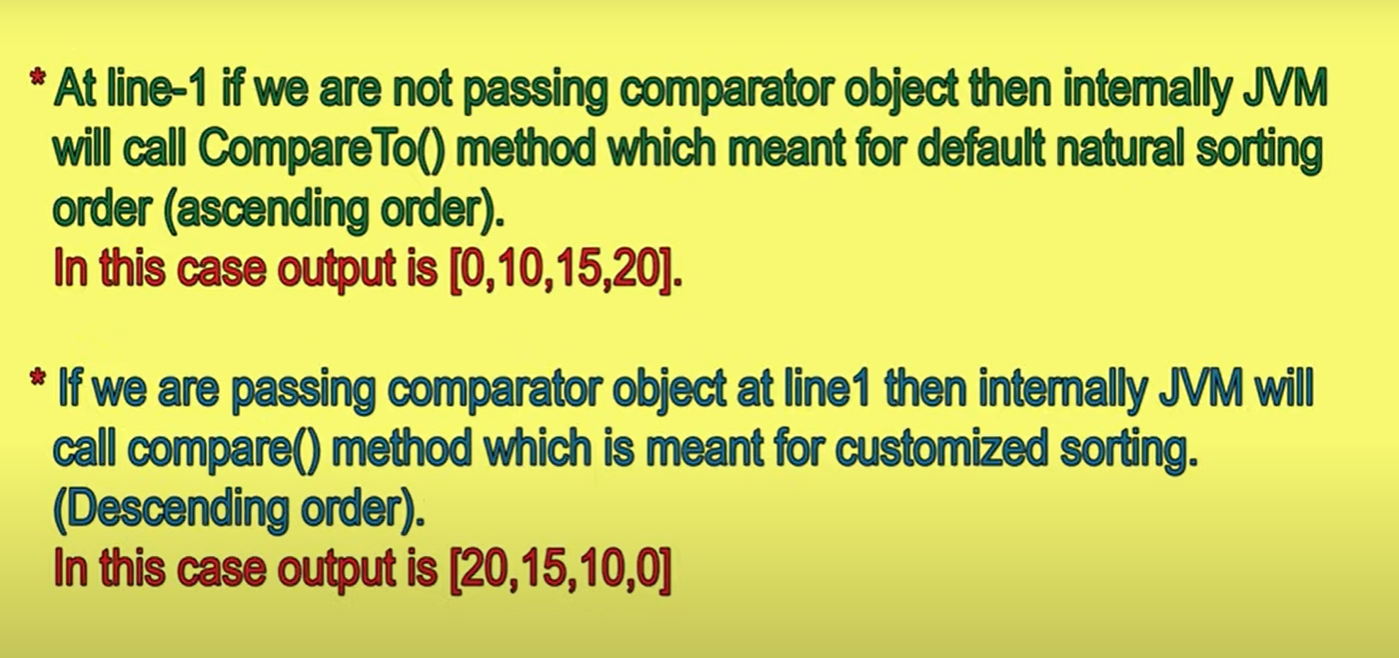 * At line-1 if we are not passing comparator object then internally JVM
will call CompareTo() method which meant for default natural sorting
order (ascending order).
In this case output is [0,10,15,20].
* If we are passing comparator object at line1 then internally JVM will
call compare() method which is meant for customized sorting.
(Descending order).
In this case output is [20,15,10,0]